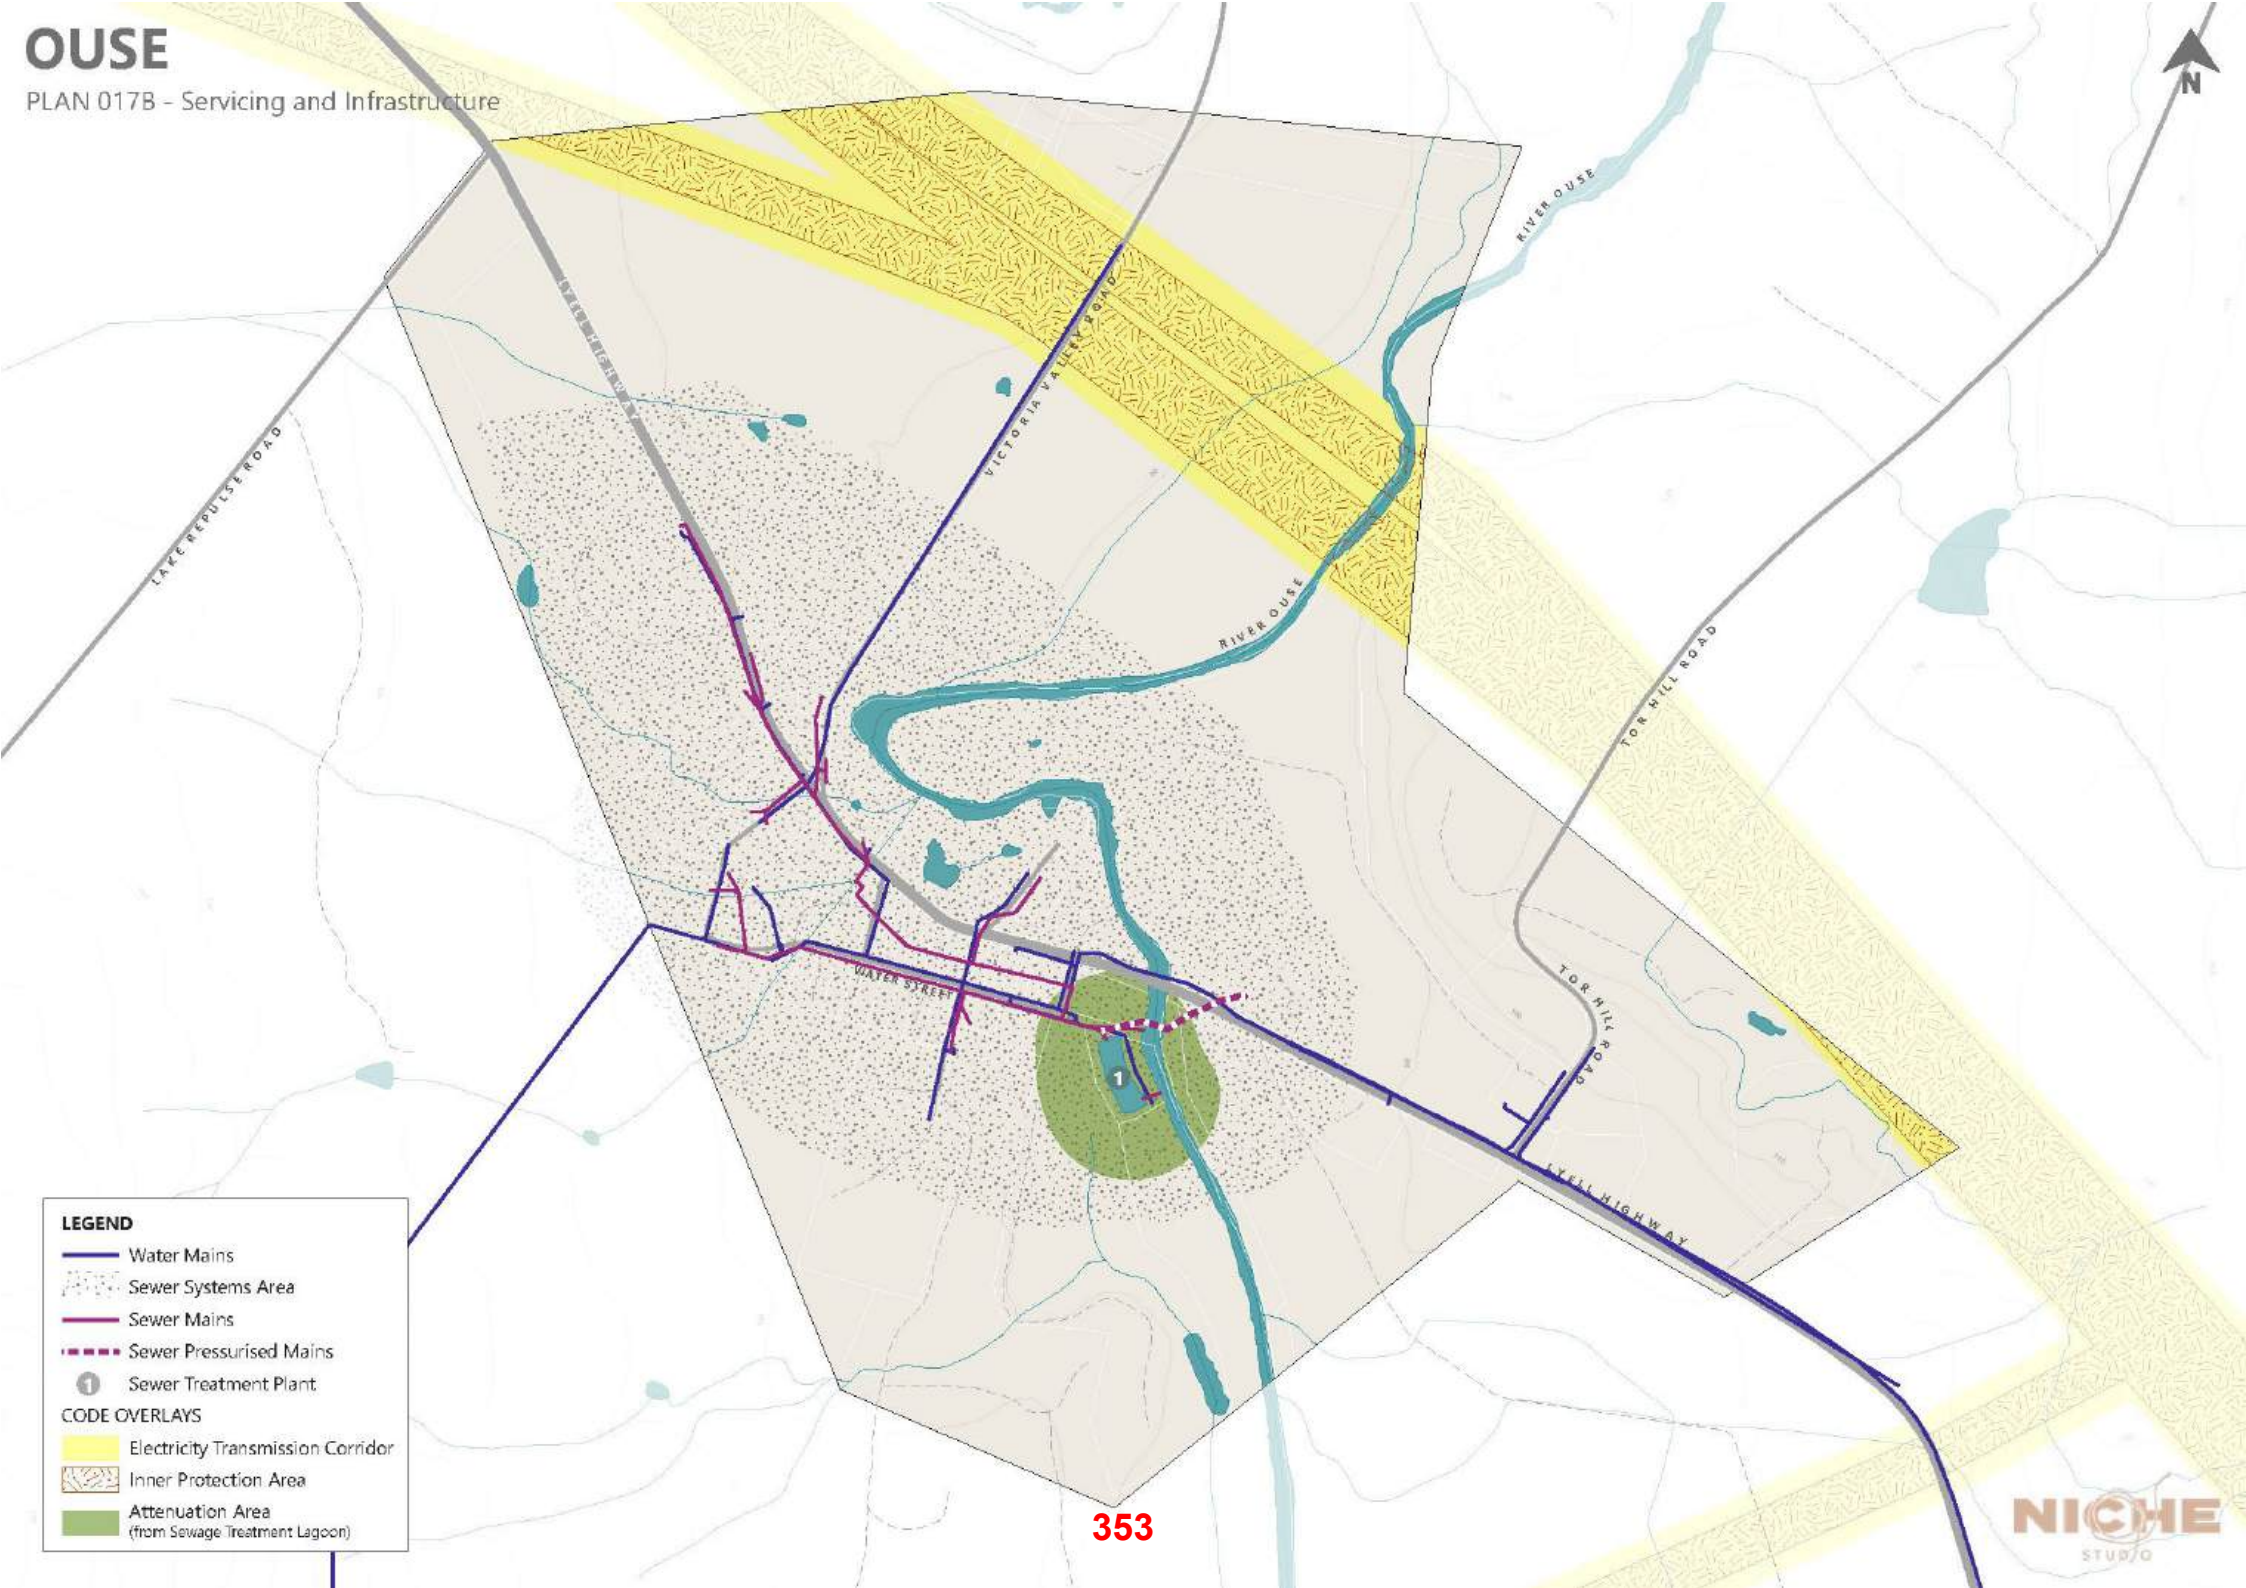 OUSE
PLAN 017B - Servicing and Infrastructure
N
RIVER OUSE
LYELL HIGHWAY
VICTORIA VALLEY ROAD
LAKE REPULSE ROAD
RIVER OUSE
TOR HILL ROAD
WATER STREET
TOR HILL ROAD
1
LYELL HIGHWAY
LEGEND
Water Mains
Sewer Systems Area
Sewer Mains
Sewer Pressurised Mains
1 Sewer Treatment Plant
CODE OVERLAYS
Electricity Transmission Corridor
Inner Protection Area
Attenuation Area
(from Sewage Treatment Lagoon)
353
NICHE
STUDIO